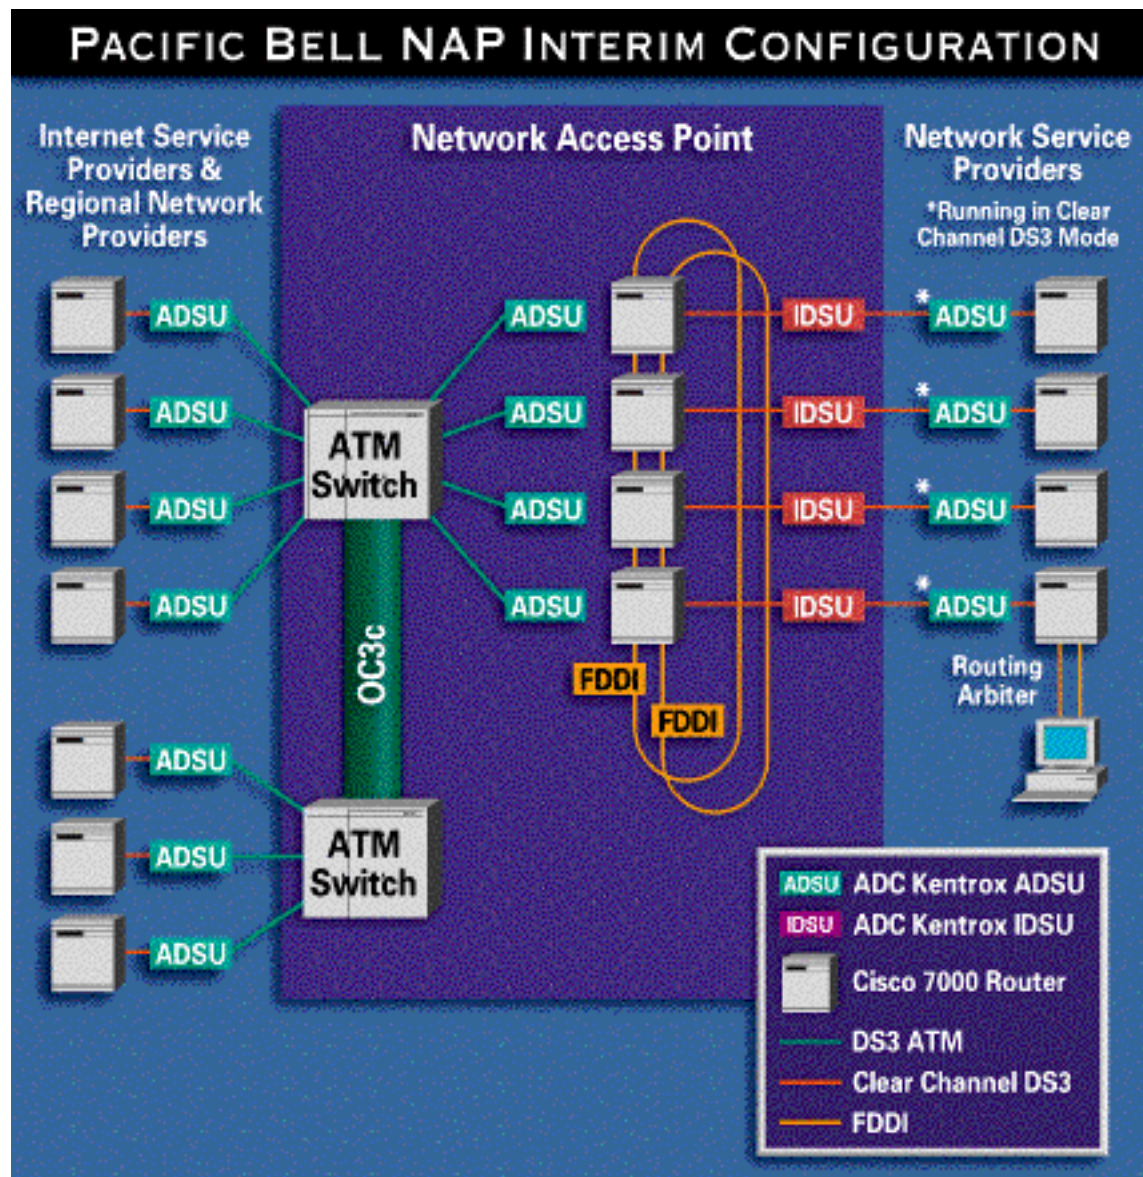 PACIFIC BELL NAP INTERIM CONFIGURATION
Internet Service
Providers &
Regional Network
Providers
Network Access Point
Network Service
Providers
*Running in Clear
Channel DS3 Mode
ADSU
ADSU
IDSU
*ADSU
ADSU
ADSU
IDSU
*ADSU
ATM
Switch
ADSU
ADSU
IDSU
*ADSU
ADSU
ADSU
IDSU
*ADSU
OC3c
FDDI
FDDI
Routing
Arbiter
ADSU
ADSU
ADSU
ATM
Switch
ADSU ADC Kentrox ADSU
IDSU ADC Kentrox IDSU
Cisco 7000 Router
DS3 ATM
Clear Channel DS3
FDDI